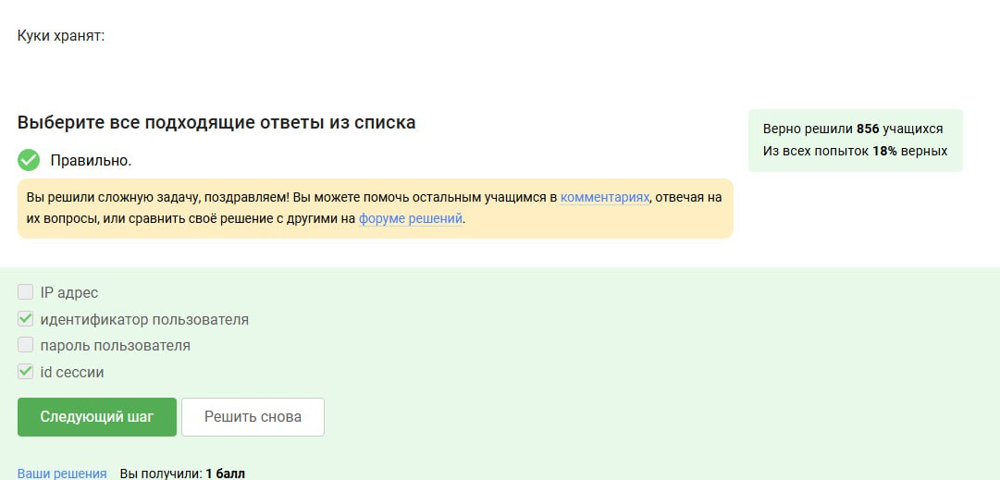 Куки хранят:
Выберите все подходящие ответы из списка
Правильно.
Вы решили сложную задачу, поздравляем! Вы можете помочь остальным учащимся в комментариях, отвечая на
их вопросы, или сравнить своё решение с другими на форуме решений.
Верно решили 856 учащихся
Из всех попыток 18% верных
IP адрес
идентификатор пользователя
пароль пользователя
id сессии
Следующий шаг Решить снова
Ваши решения Вы получили: 1 балл